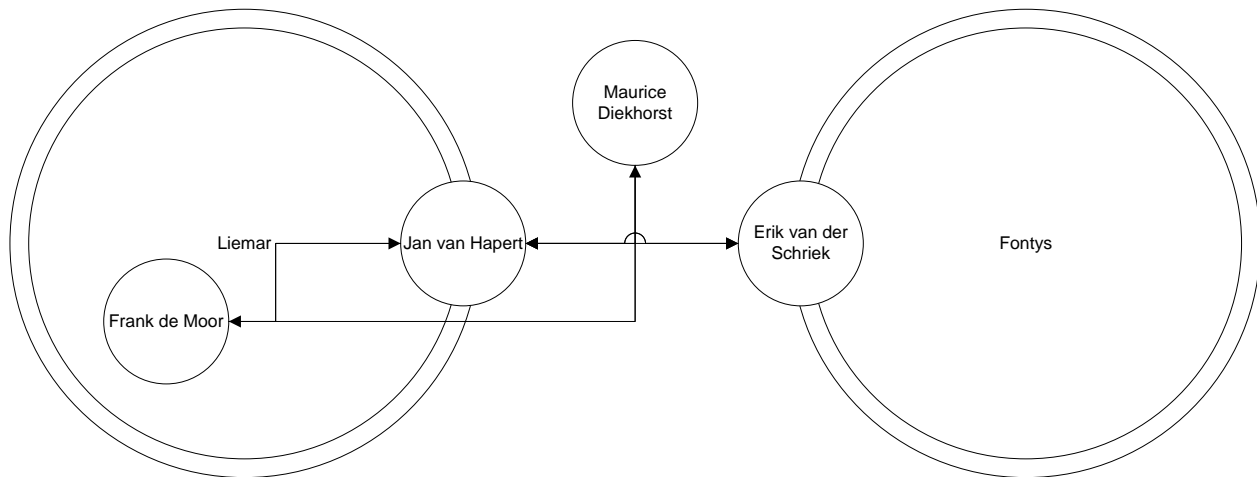 Maurice
Diekhorst
Liemar
Jan van Hapert
Erik van der
Schriek
Fontys
Frank de Moor